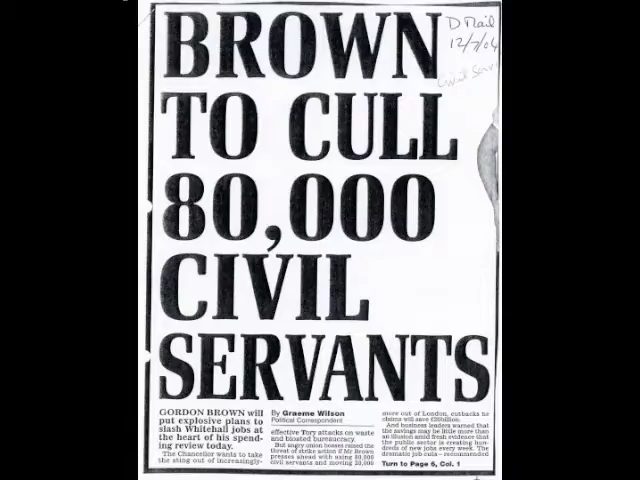 BROWN
TO CULL
80,000
CIVIL
SERVANTS
D Mail
12/7/04
Civil Serv
GORDON BROWN will
put explosive plans to
slash Whitehall jobs at
the heart of his spend-
ing review today.
The Chancellor wants to take
the sting out of increasingly-
By Graeme Wilson
Political Correspondent
effective Tory attacks on waste
and bloated bureaucracy.
But angry union bosses raised the
threat of strike action if Mr Brown
presses ahead with axing 80,000
civil servants and moving 20,000
more out of London, cutbacks he
claims will save £20billion.
And business leaders warned that
the savings may be little more than
an illusion amid fresh evidence that
the public sector is creating hun-
dreds of new jobs every week. The
dramatic job cuts – recommended
Turn to Page 6, Col. 1